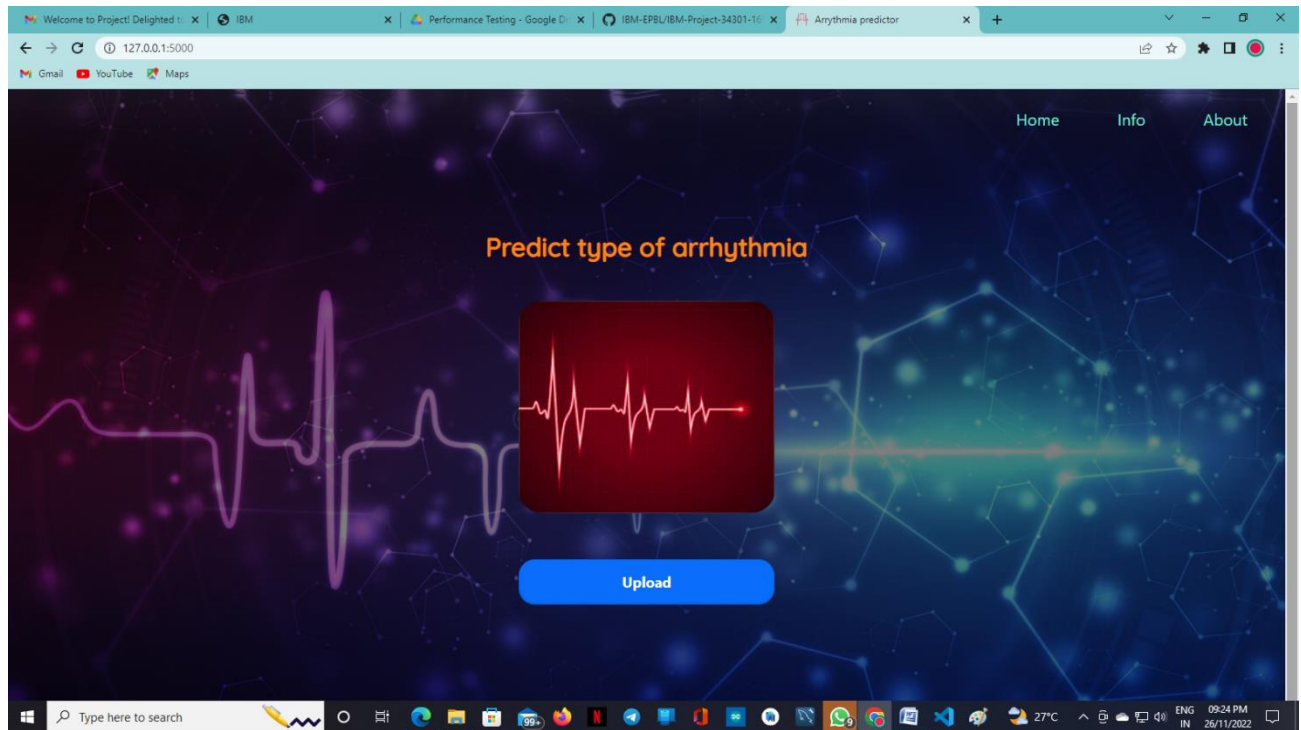 Welcome to Project! Delighted t
IBM
Performance Testing - Google D
IBM-EPBL/IBM-Project-34301-16
Arrythmia predictor
127.0.0.1:5000
Gmail YouTube Maps
Home Info About
Predict type of arrhythmia
Upload
Type here to search
99+
9
27°C
ENG
IN
09:24 PM
26/11/2022